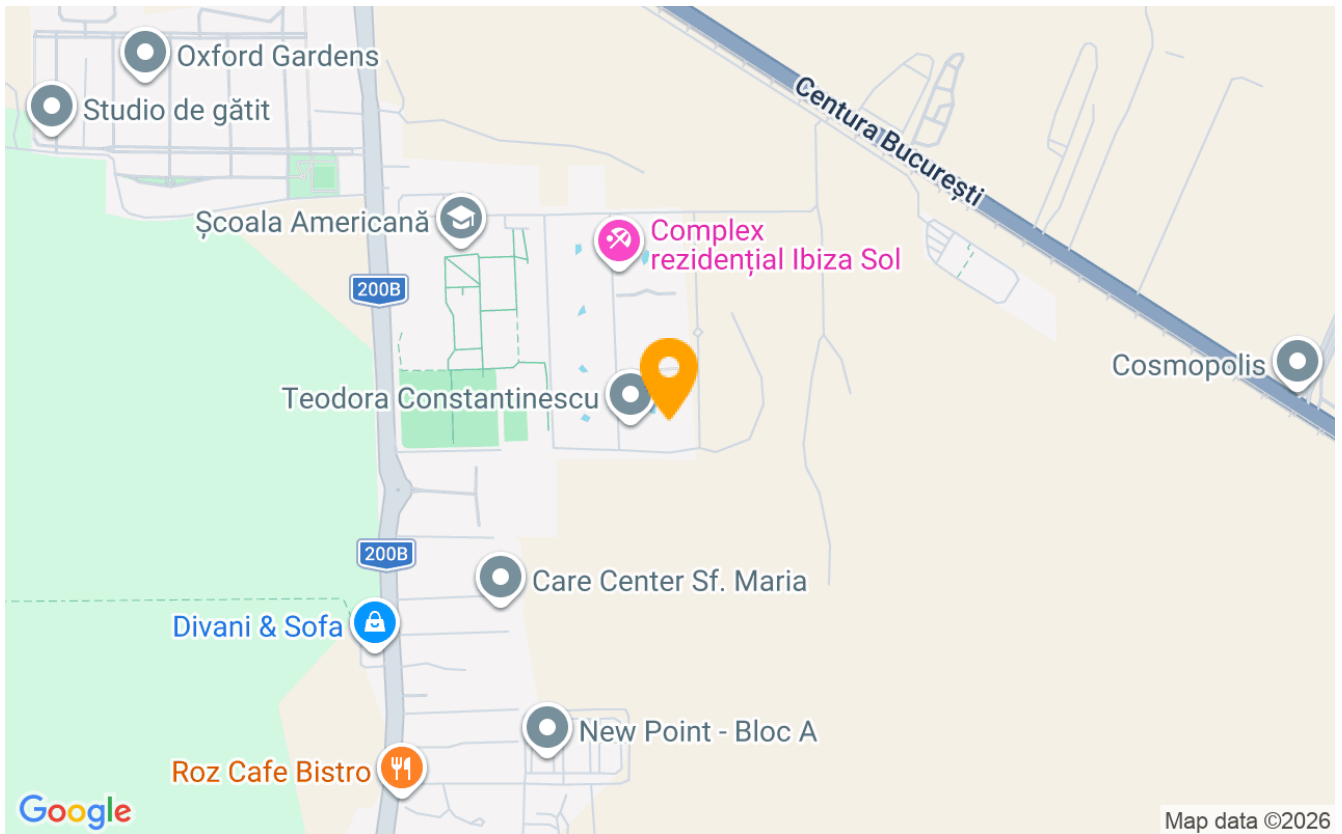 Oxford Gardens
Studio de gătit
Centura București
Școala Americană
Complex
rezidențial Ibiza Sol
200B
Cosmopolis
Teodora Constantinescu
200B
Care Center Sf. Maria
Divani & Sofa
New Point - Bloc A
Roz Cafe Bistro
Google
Map data ©2026